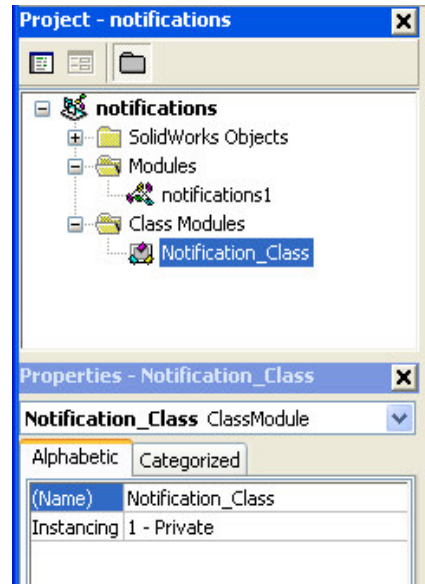 Project - notifications
notifications
SolidWorks Objects
Modules
notifications1
Class Modules
Notification_Class
Properties - Notification_Class
Notification_Class ClassModule
Alphabetic Categorized
(Name) Notification_Class
Instancing 1 - Private